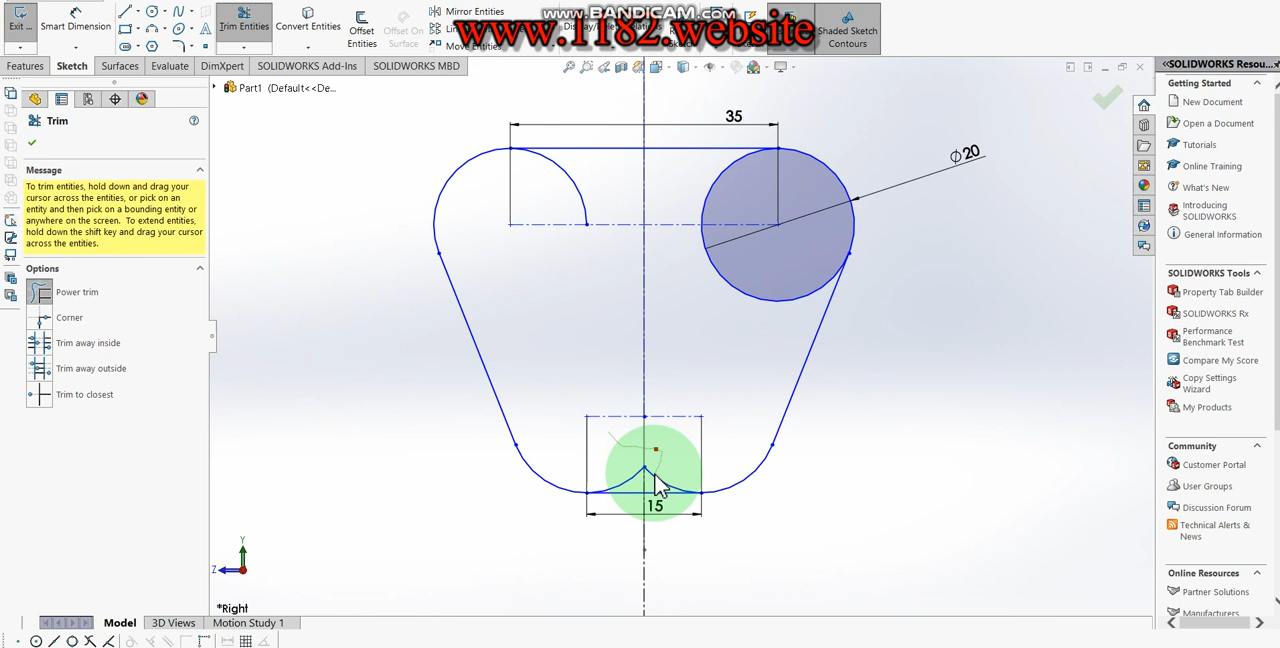 www.BANDICAM.com
www.1182.website
Exit ...
Smart Dimension
Trim Entities
Convert Entities
Offset Entities
Offset On Surface
Mirror Entities
Move Entities
Shaded Sketch Contours
Features
Sketch
Surfaces
Evaluate
DimXpert
SOLIDWORKS Add-Ins
SOLIDWORKS MBD
Part1 (Default<<De...
Trim
Message
To trim entities, hold down and drag your
cursor across the entities, or pick on an
entity and then pick on a bounding entity or
anywhere on the screen. To extend entities,
hold down the shift key and drag your cursor
across the entities.
Options
Power trim
Corner
Trim away inside
Trim away outside
Trim to closest
35
⌀20
15
Y
Z
*Right
Model
3D Views
Motion Study 1
SOLIDWORKS Resou...
Getting Started
New Document
Open a Document
Tutorials
Online Training
What's New
Introducing
SOLIDWORKS
General Information
SOLIDWORKS Tools
Property Tab Builder
SOLIDWORKS Rx
Performance
Benchmark Test
Compare My Score
Copy Settings
Wizard
My Products
Community
Customer Portal
User Groups
Discussion Forum
Technical Alerts &
News
Online Resources
Partner Solutions
Manufacturers